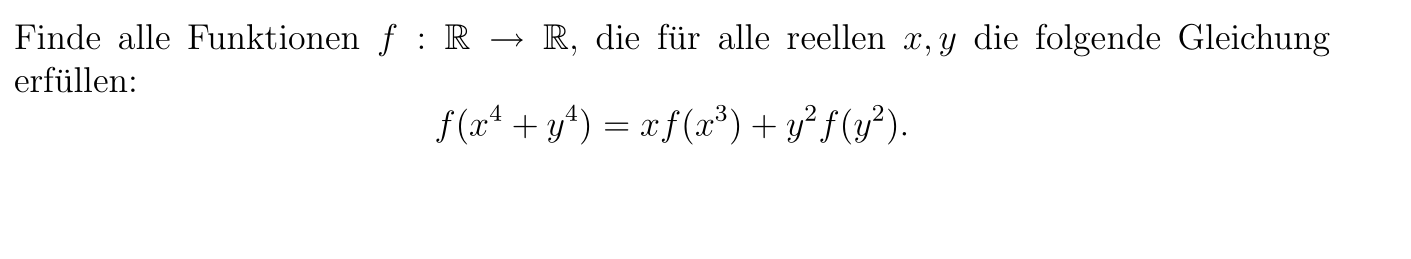 Finde alle Funktionen f : ℝ → ℝ, die für alle reellen x, y die folgende Gleichung
erfüllen:
f(x⁴ + y⁴) = xf(x³) + y²f(y²).